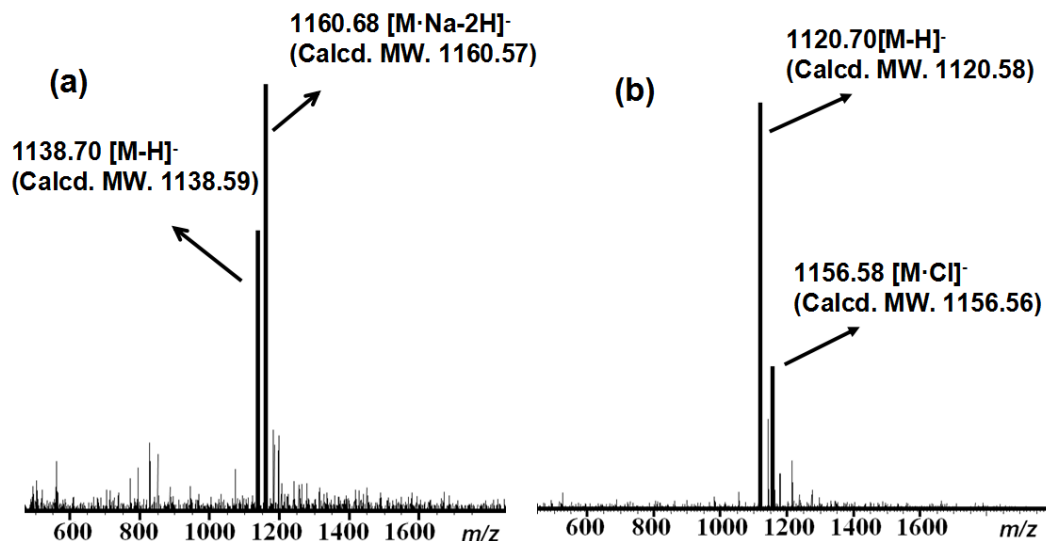 (a)
1160.68 [M·Na-2H]-
(Calcd. MW. 1160.57)
1138.70 [M-H]-
(Calcd. MW. 1138.59)
600 800 1000 1200 1400 1600 m/z
(b)
1120.70[M-H]-
(Calcd. MW. 1120.58)
1156.58 [M·Cl]-
(Calcd. MW. 1156.56)
600 800 1000 1200 1400 1600 m/z